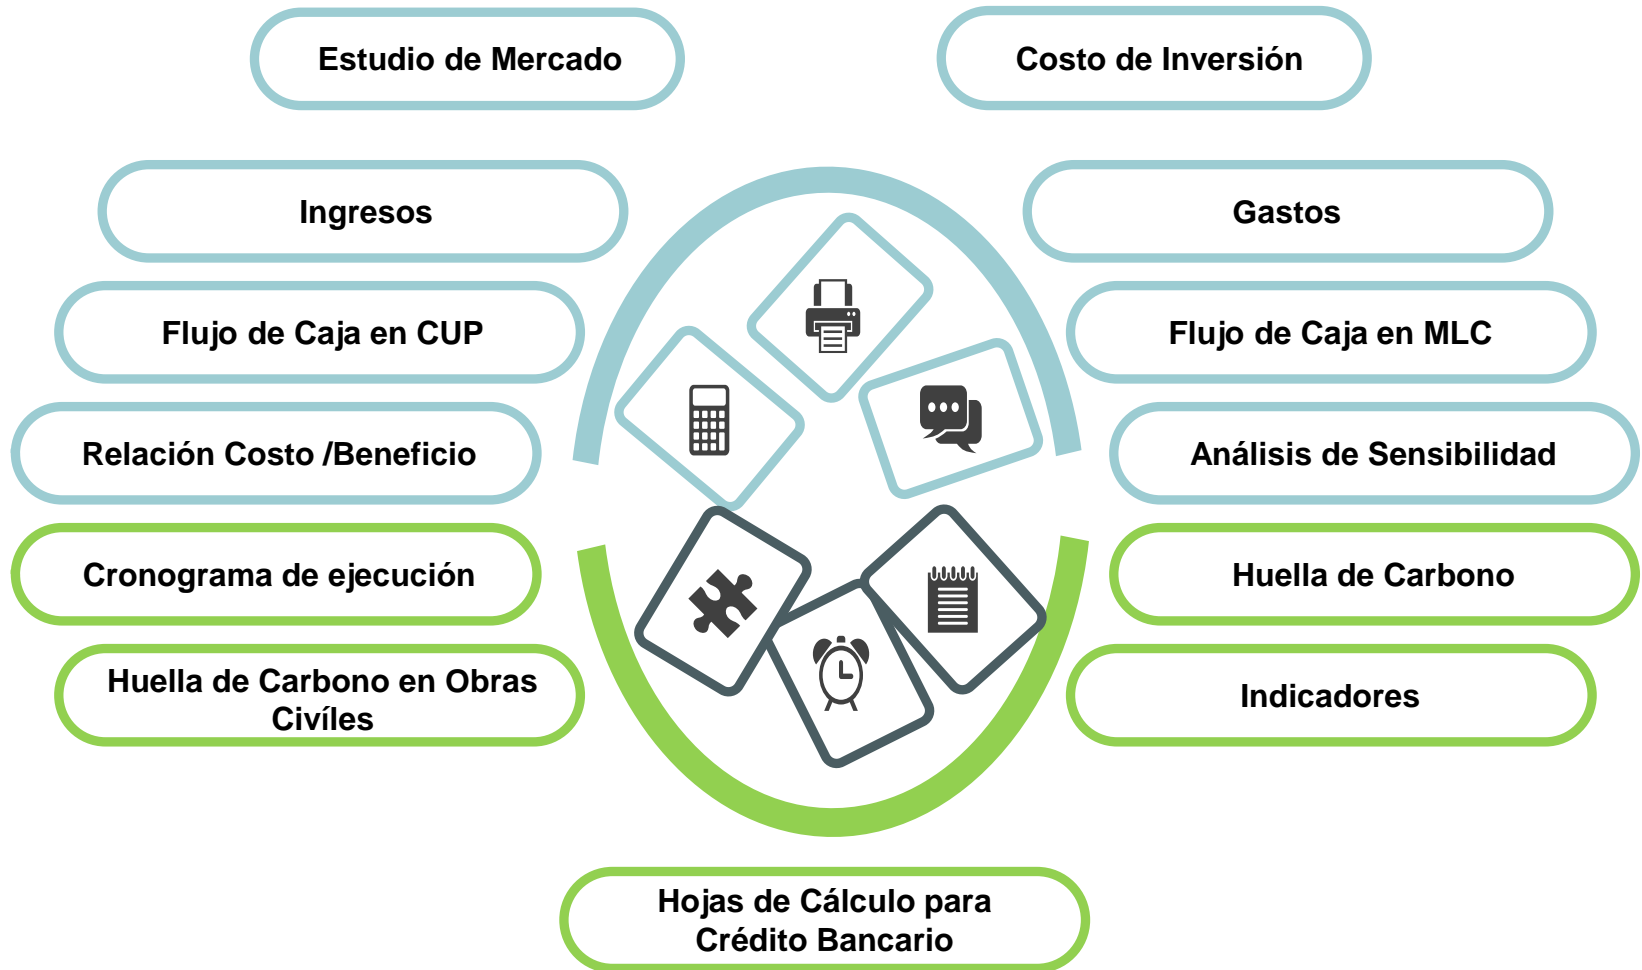 Estudio de Mercado
Costo de Inversión
Ingresos
Gastos
Flujo de Caja en CUP
Flujo de Caja en MLC
Relación Costo /Beneficio
Análisis de Sensibilidad
Cronograma de ejecución
Huella de Carbono
Huella de Carbono en Obras
Civíles
Indicadores
Hojas de Cálculo para
Crédito Bancario